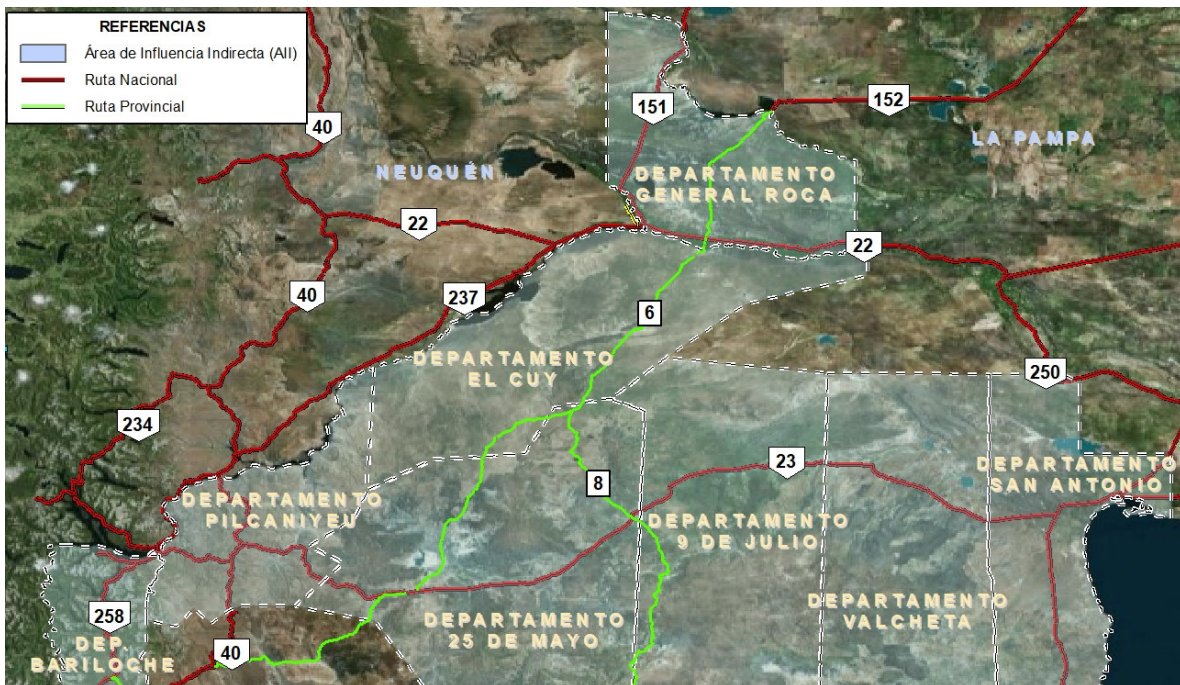 REFERENCIAS
Área de Influencia Indirecta (AII)
Ruta Nacional
Ruta Provincial
40
151
152
LA PAMPA
NEUQUÉN
DEPARTAMENTO
GENERAL ROCA
22
22
40
237
6
DEPARTAMENTO
EL CUY
250
234
23
8
DEPARTAMENTO
SAN ANTONIO
DEPARTAMENTO
PILCANIYEU
DEPARTAMENTO
9 DE JULIO
258
DEPARTAMENTO
25 DE MAYO
DEPARTAMENTO
VALCHETA
DEP.
BARILOCHE
40